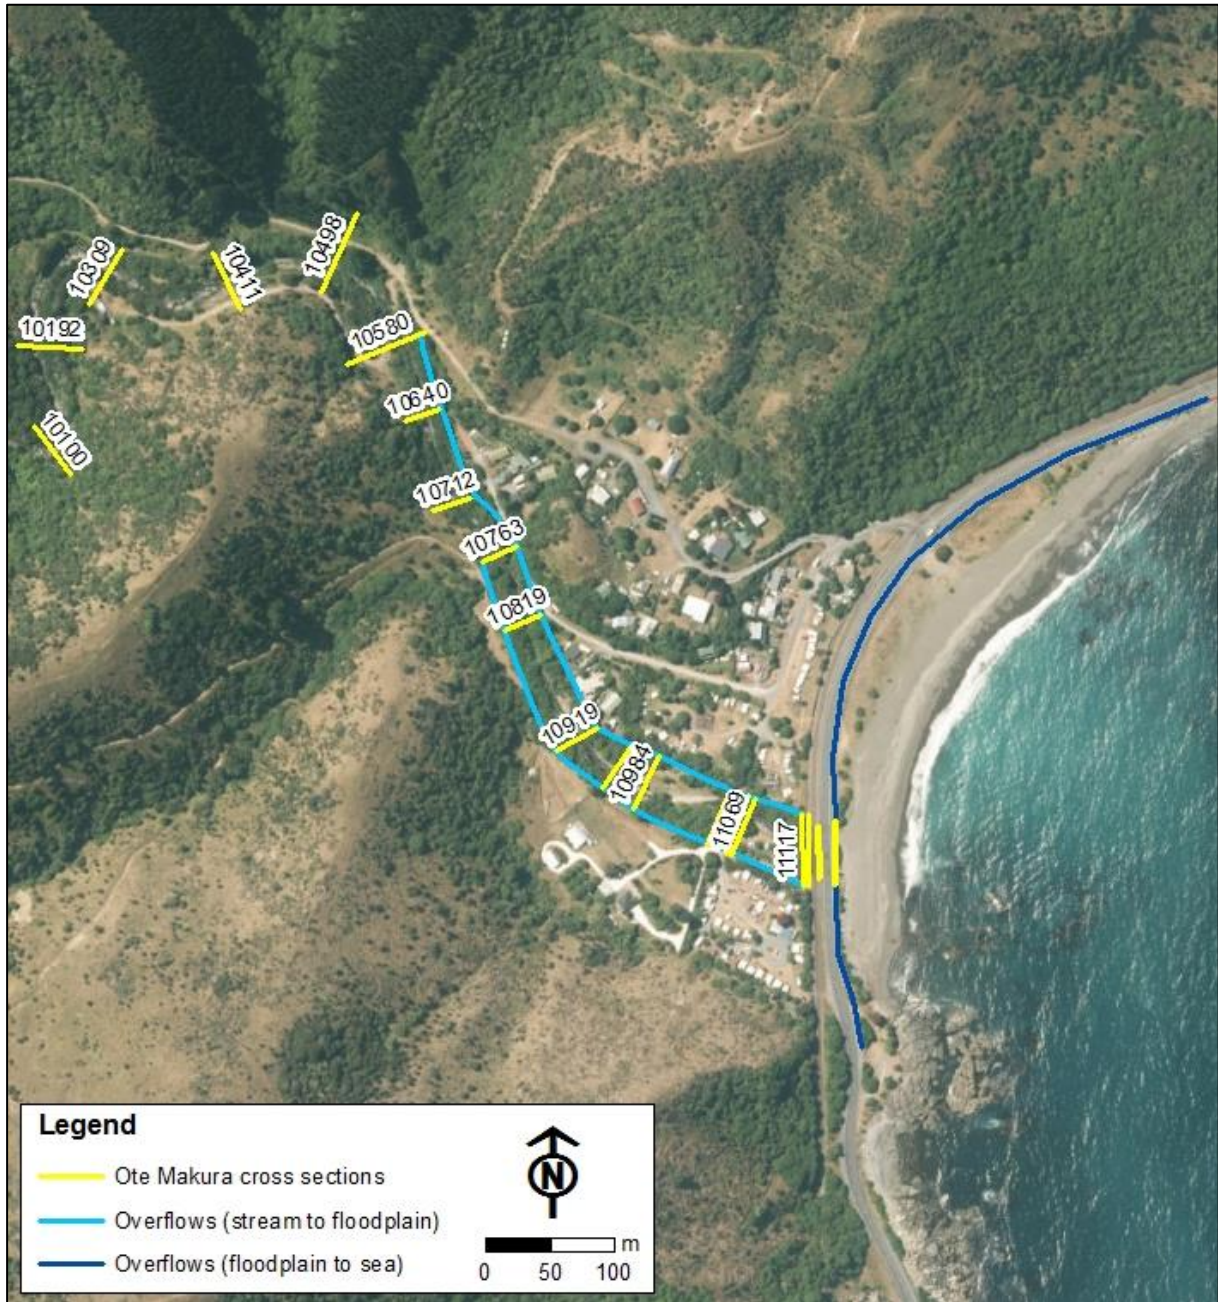 10498
10309
10411
10192
10580
10640
10100
10712
10763
10819
10919
10984
11069
11117
Legend
Ote Makura cross sections
Overflows (stream to floodplain)
Overflows (floodplain to sea)
N
m
0 50 100